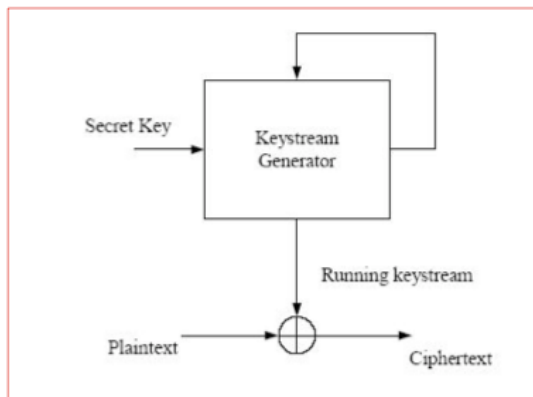 Secret Key
Keystream
Generator
Running keystream
Plaintext
Ciphertext